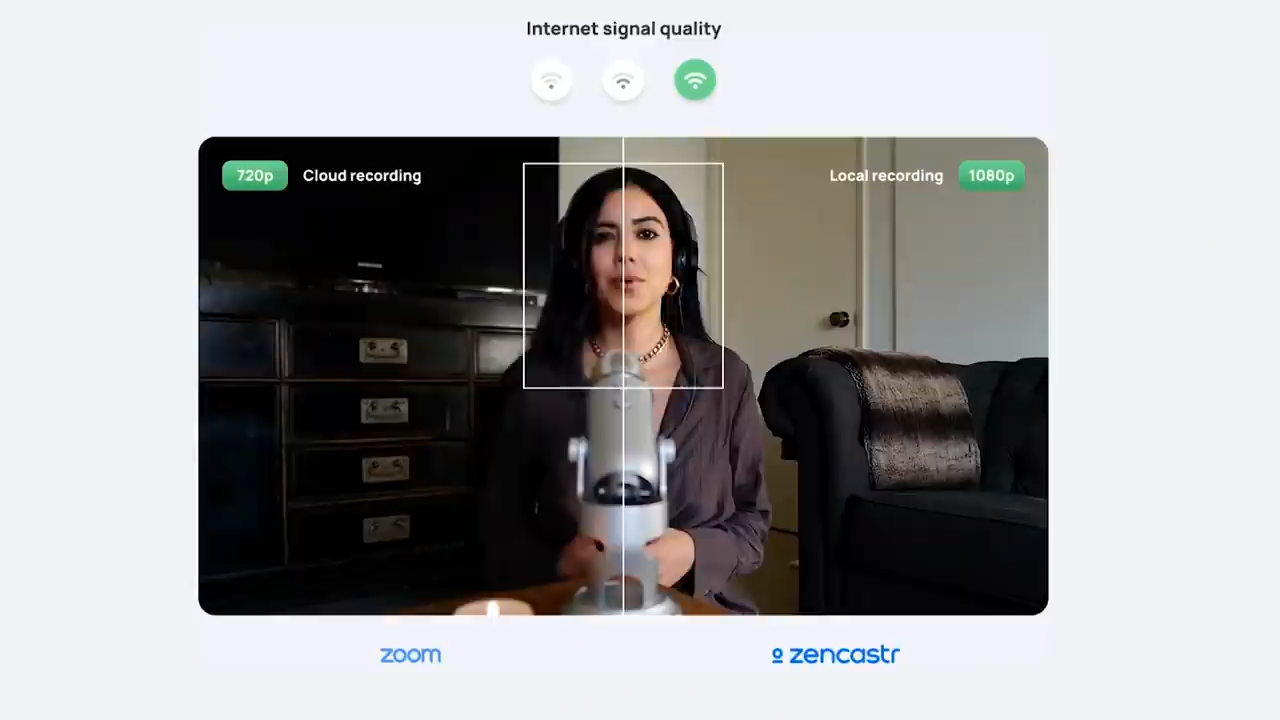 Internet signal quality
720p Cloud recording
Local recording 1080p
zoom
zencastr